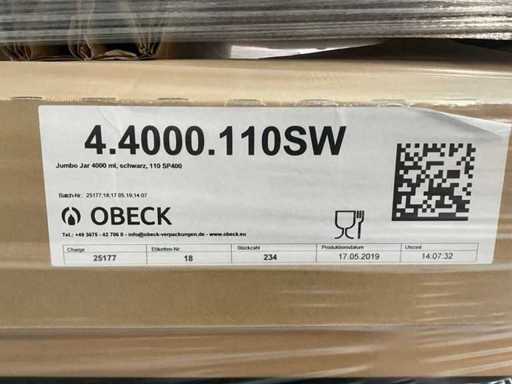 4.4000.110SW
Jumbo Jar 4000 ml, schwarz, 110 SP400
Batch-Nr. 25177,18,17.05.19,14:07
OBECK
Tel.: +49 3675 - 42 706 0 - info@obeck-verpackungen.de - www.obeck.eu
Charge Etiketten-Nr. Stückzahl Produktionsdatum Uhrzeit
25177 18 234 17.05.2019 14:07:32